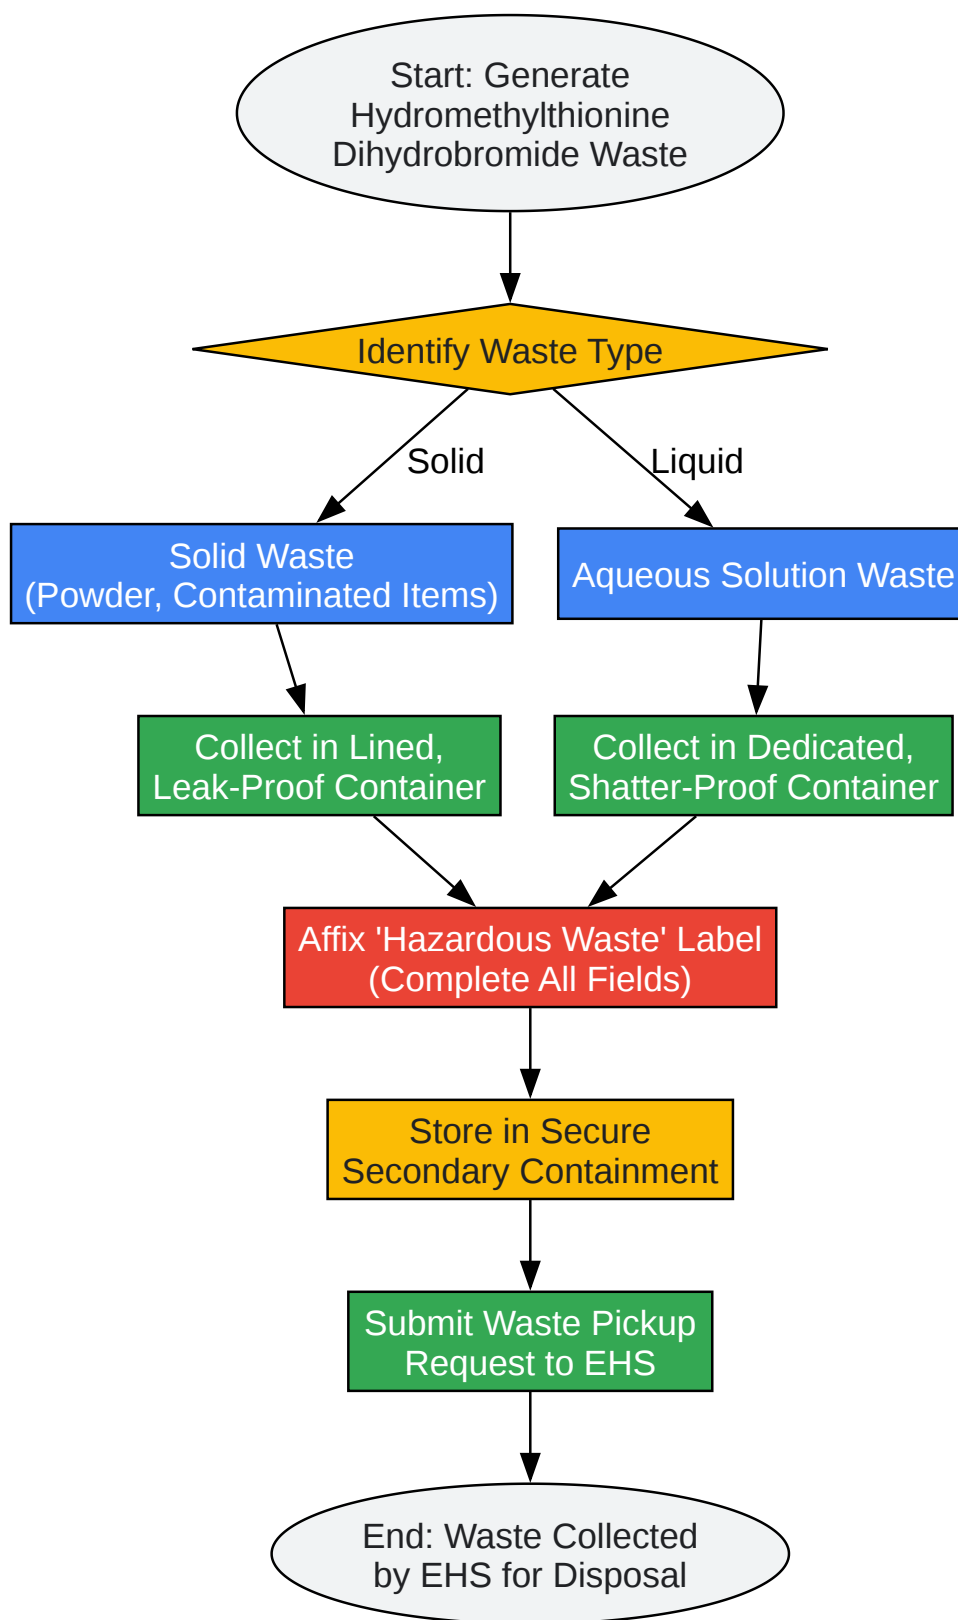 Start: Generate
Hydromethylthionine
Dihydrobromide Waste
Identify Waste Type
Solid
Liquid
Solid Waste
(Powder, Contaminated Items)
Aqueous Solution Waste
Collect in Lined,
Leak-Proof Container
Collect in Dedicated,
Shatter-Proof Container
Affix 'Hazardous Waste' Label
(Complete All Fields)
Store in Secure
Secondary Containment
Submit Waste Pickup
Request to EHS
End: Waste Collected
by EHS for Disposal